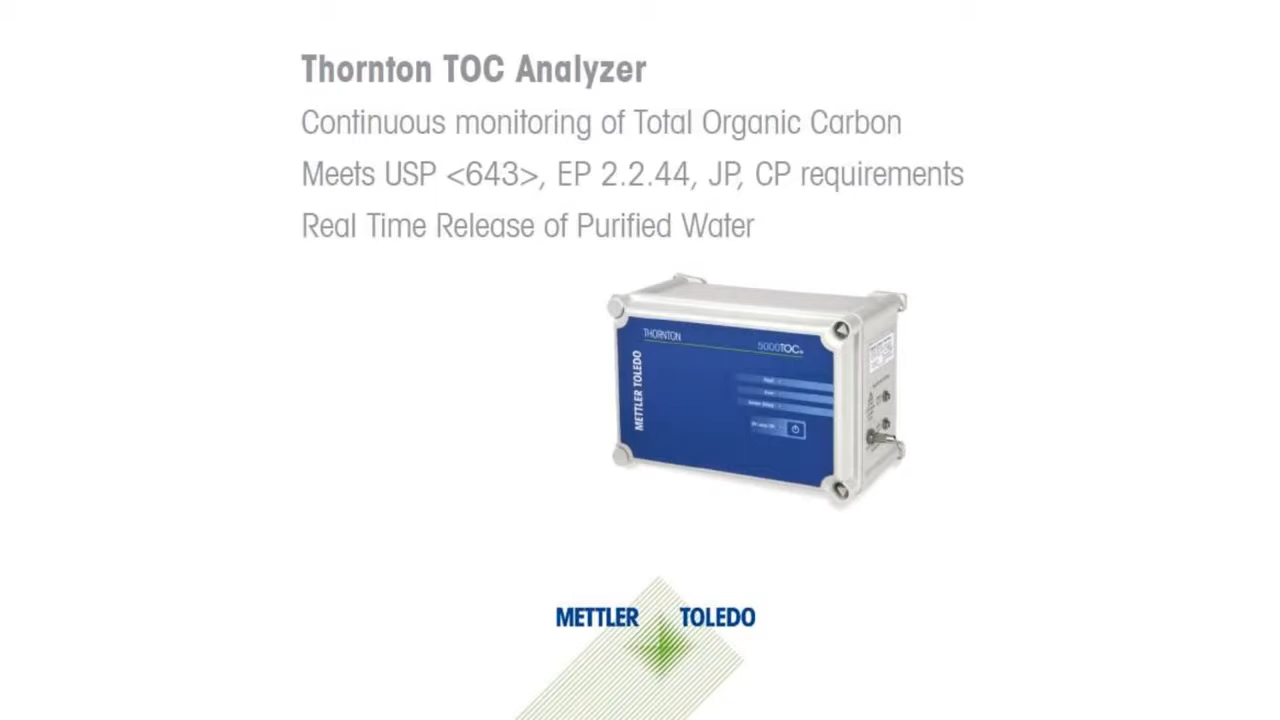 Thornton TOC Analyzer
Continuous monitoring of Total Organic Carbon
Meets USP <643>, EP 2.2.44, JP, CP requirements
Real Time Release of Purified Water
THORNTON
5000TOCe
METTLER TOLEDO
METTLER TOLEDO